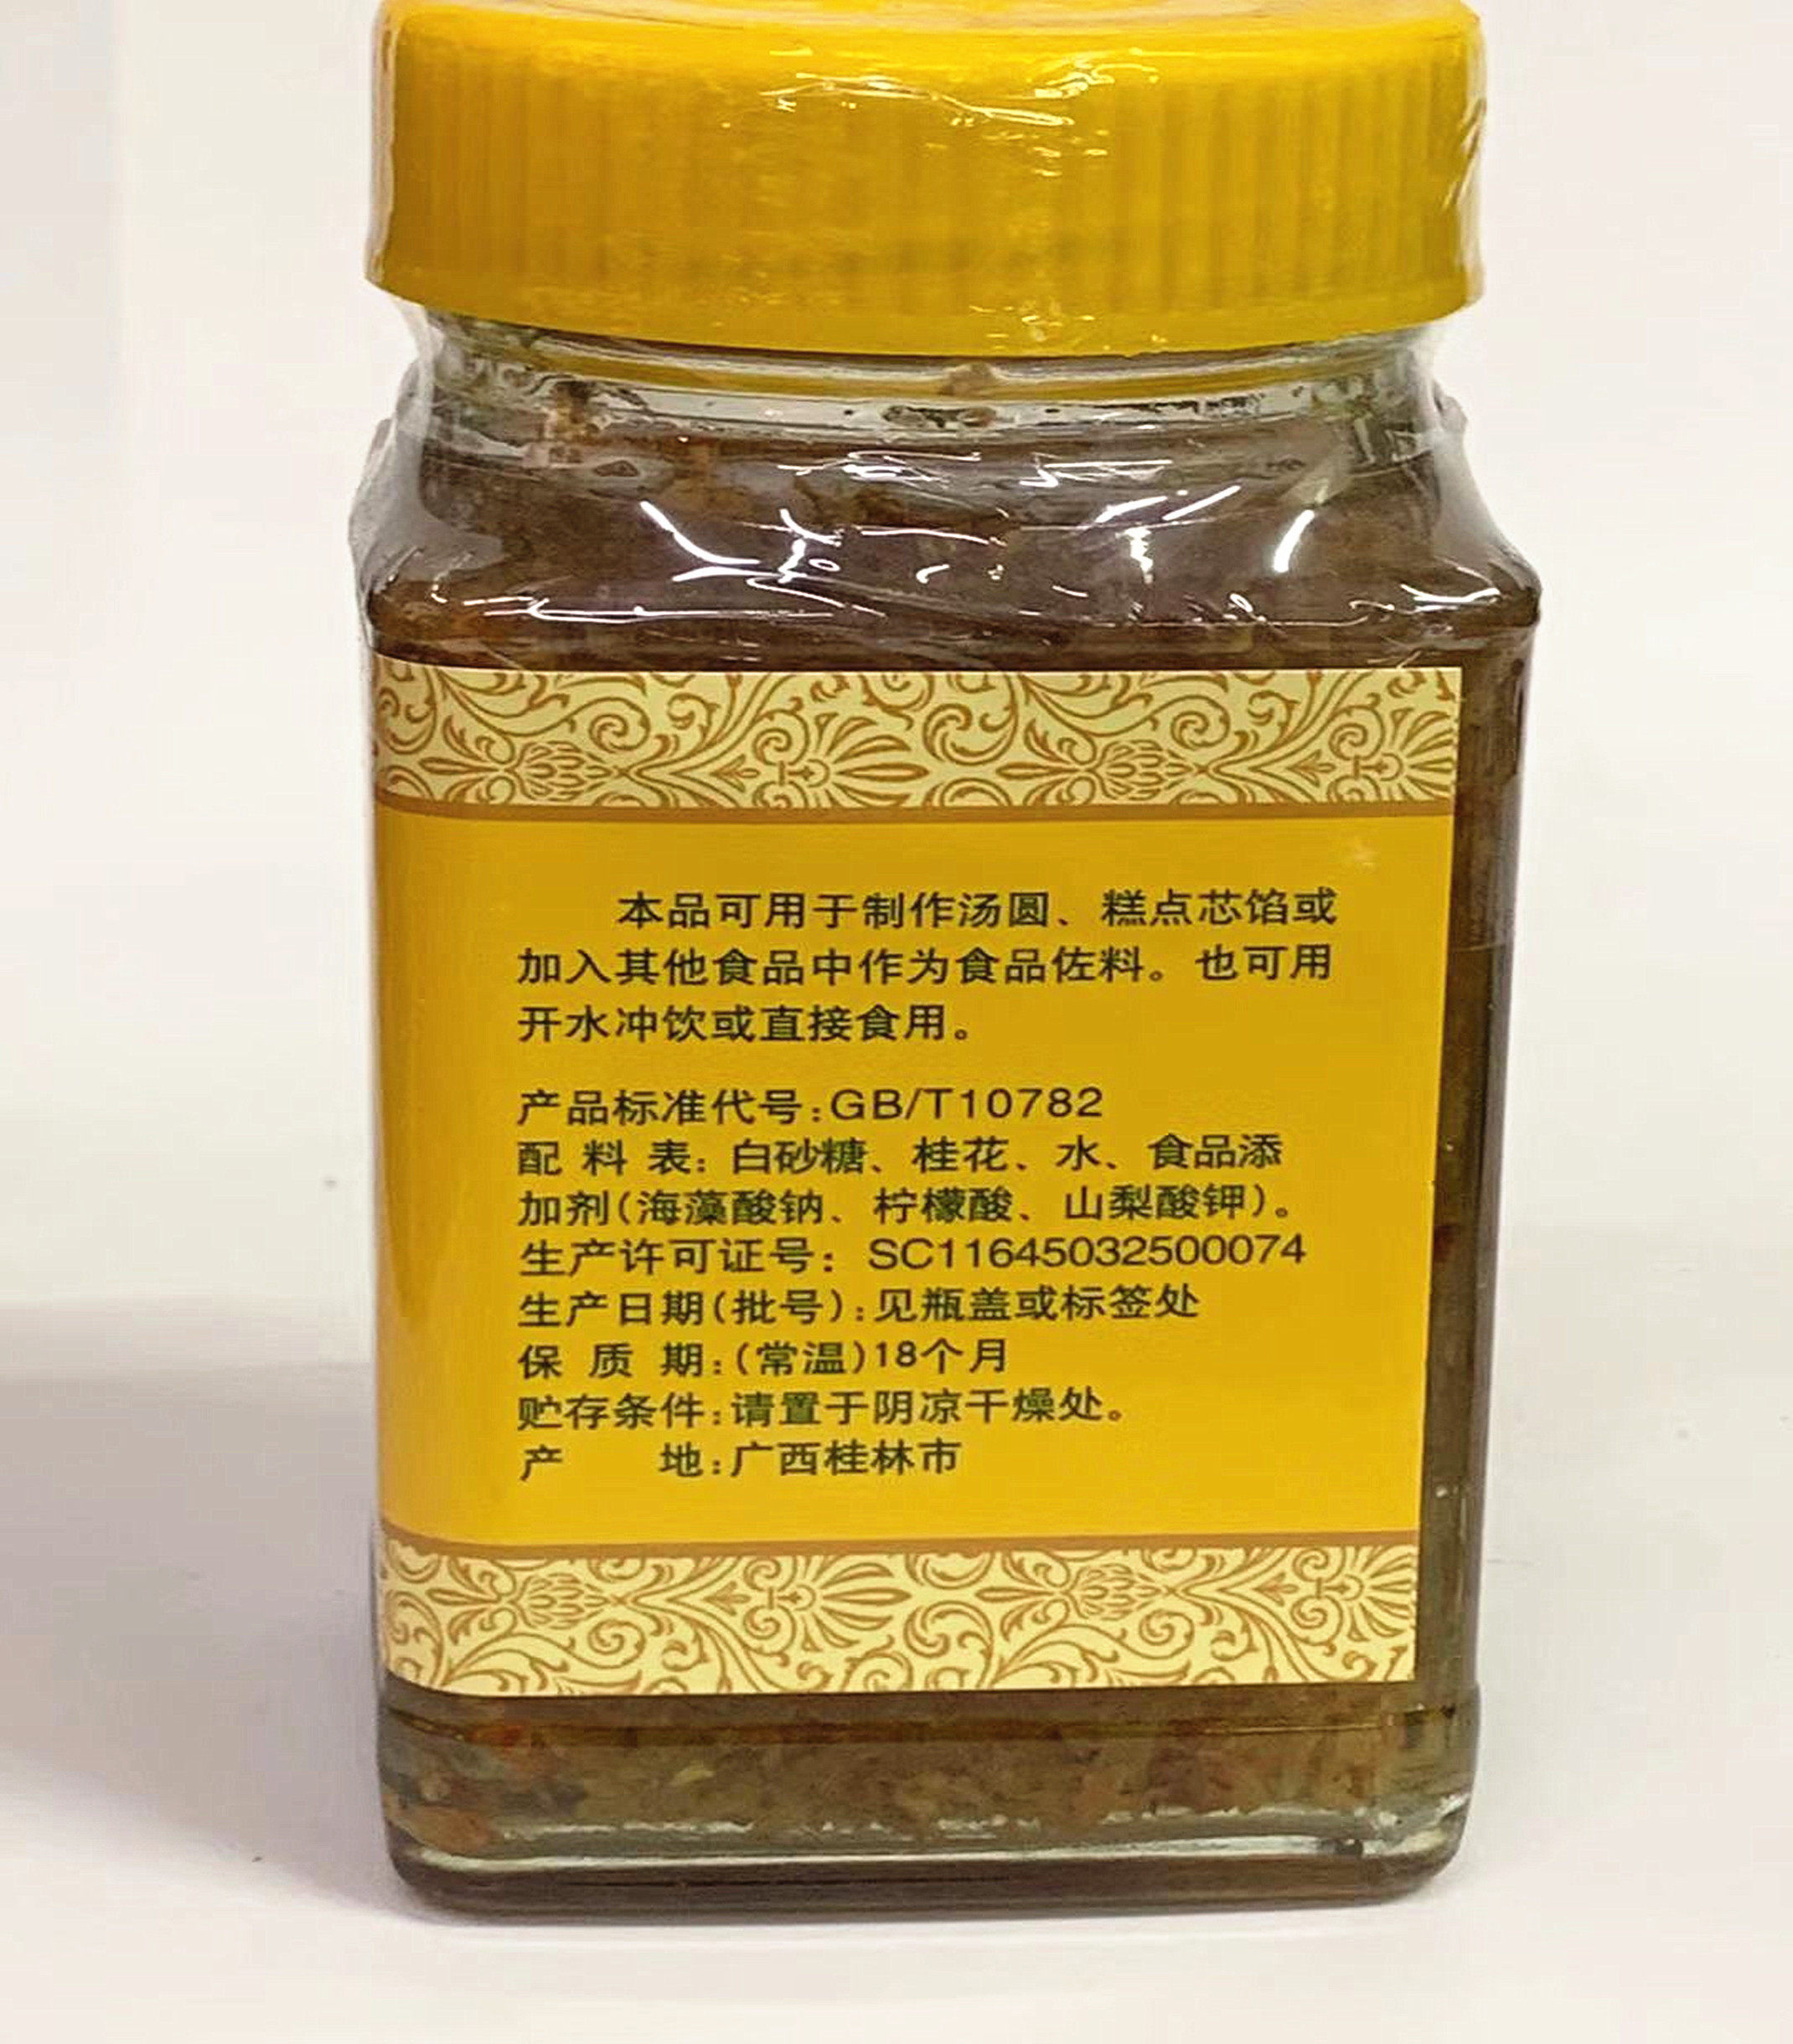 本品可用于制作汤圆、糕点芯馅或
加入其他食品中作为食品佐料。也可用
开水冲饮或直接食用。
产品标准代号:GB/T10782
配 料 表: 白砂糖、桂花、水、食品添
加剂(海藻酸钠、柠檬酸、山梨酸钾)。
生产许可证号: SC11645032500074
生产日期(批号):见瓶盖或标签处
保 质 期:(常温)18个月
贮存条件:请置于阴凉干燥处。
产 地:广西桂林市